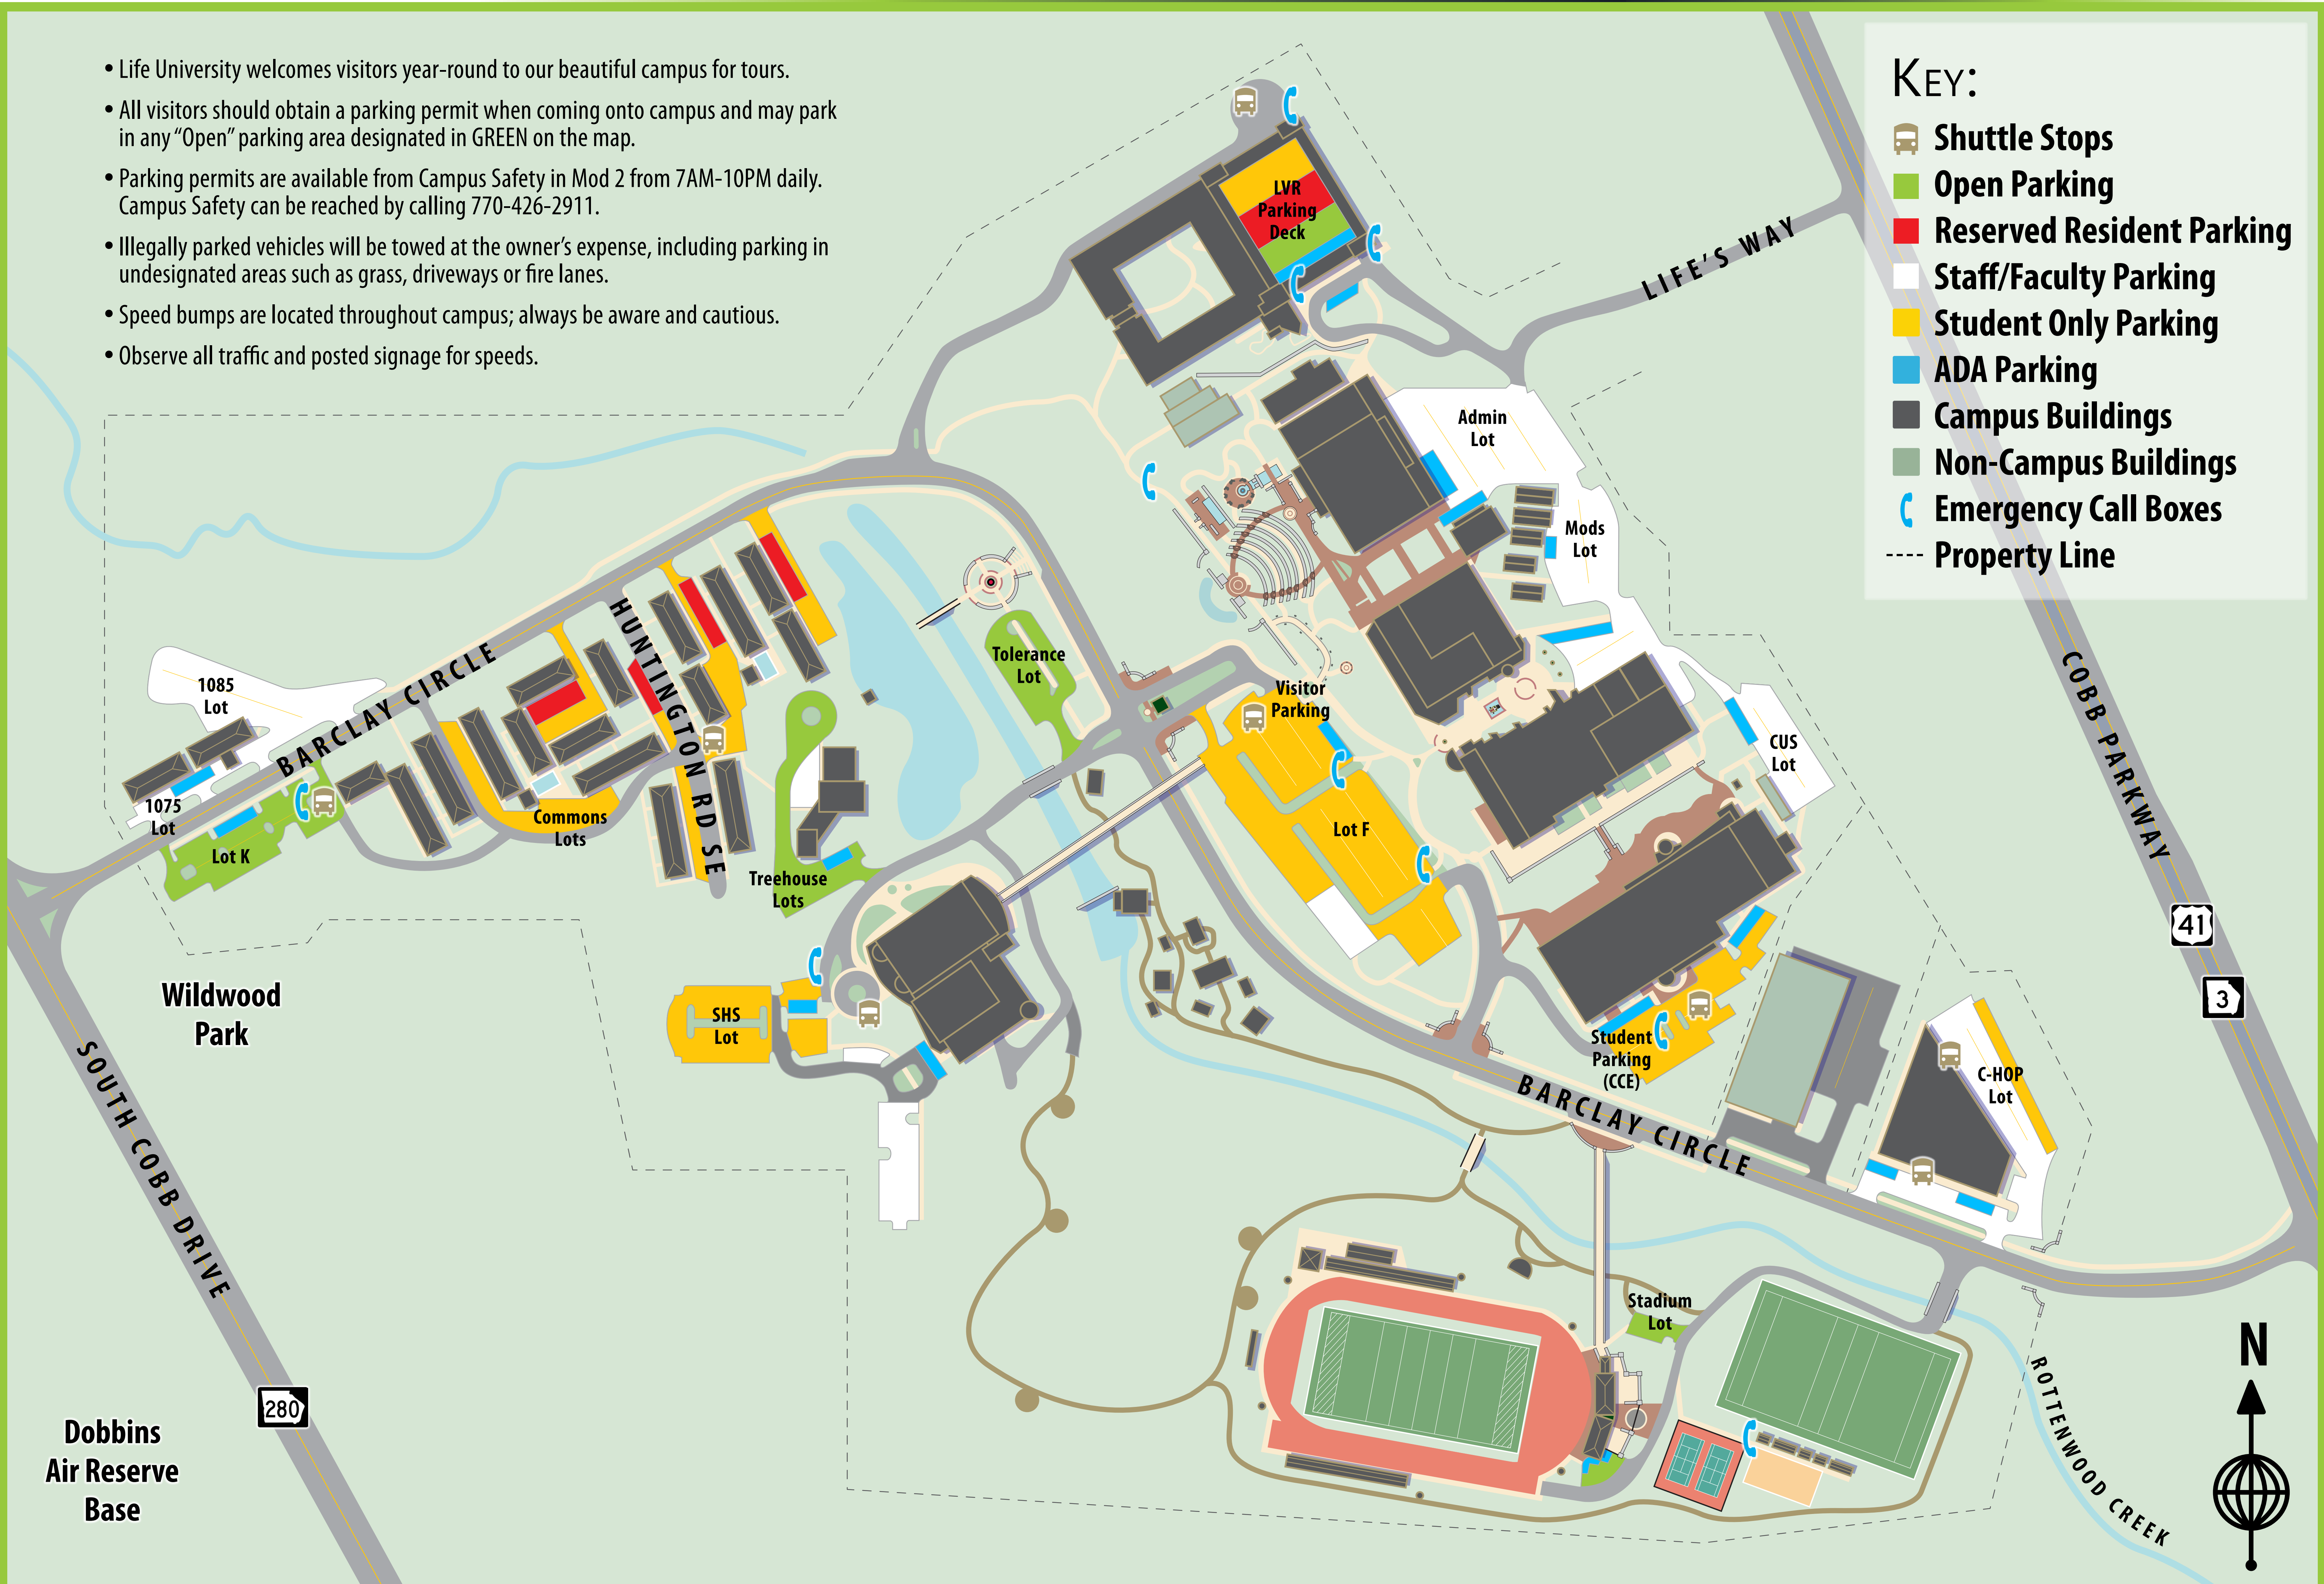 • Life University welcomes visitors year-round to our beautiful campus for tours.
• All visitors should obtain a parking permit when coming onto campus and may park
in any “Open” parking area designated in GREEN on the map.
• Parking permits are available from Campus Safety in Mod 2 from 7AM-10PM daily.
Campus Safety can be reached by calling 770-426-2911.
• Illegally parked vehicles will be towed at the owner’s expense, including parking in
undesignated areas such as grass, driveways or fire lanes.
• Speed bumps are located throughout campus; always be aware and cautious.
• Observe all traffic and posted signage for speeds.
KEY:
Shuttle Stops
Open Parking
Reserved Resident Parking
Staff/Faculty Parking
Student Only Parking
ADA Parking
Campus Buildings
Non-Campus Buildings
Emergency Call Boxes
Property Line
LVR
Parking
Deck
LIFE’S WAY
Admin
Lot
Mods
Lot
HUNTINGTON RD SE
Tolerance
Lot
BARCLAY CIRCLE
1085
Lot
Visitor
Parking
COBB PARKWAY
CUS
Lot
1075
Lot
Commons
Lots
Lot F
Lot K
Treehouse
Lots
41
3
Wildwood
Park
SHS
Lot
Student
Parking
(CCE)
C-HOP
Lot
BARCLAY CIRCLE
SOUTH COBB DRIVE
Stadium
Lot
280
Dobbins
Air Reserve
Base
ROTTENWOOD CREEK
N